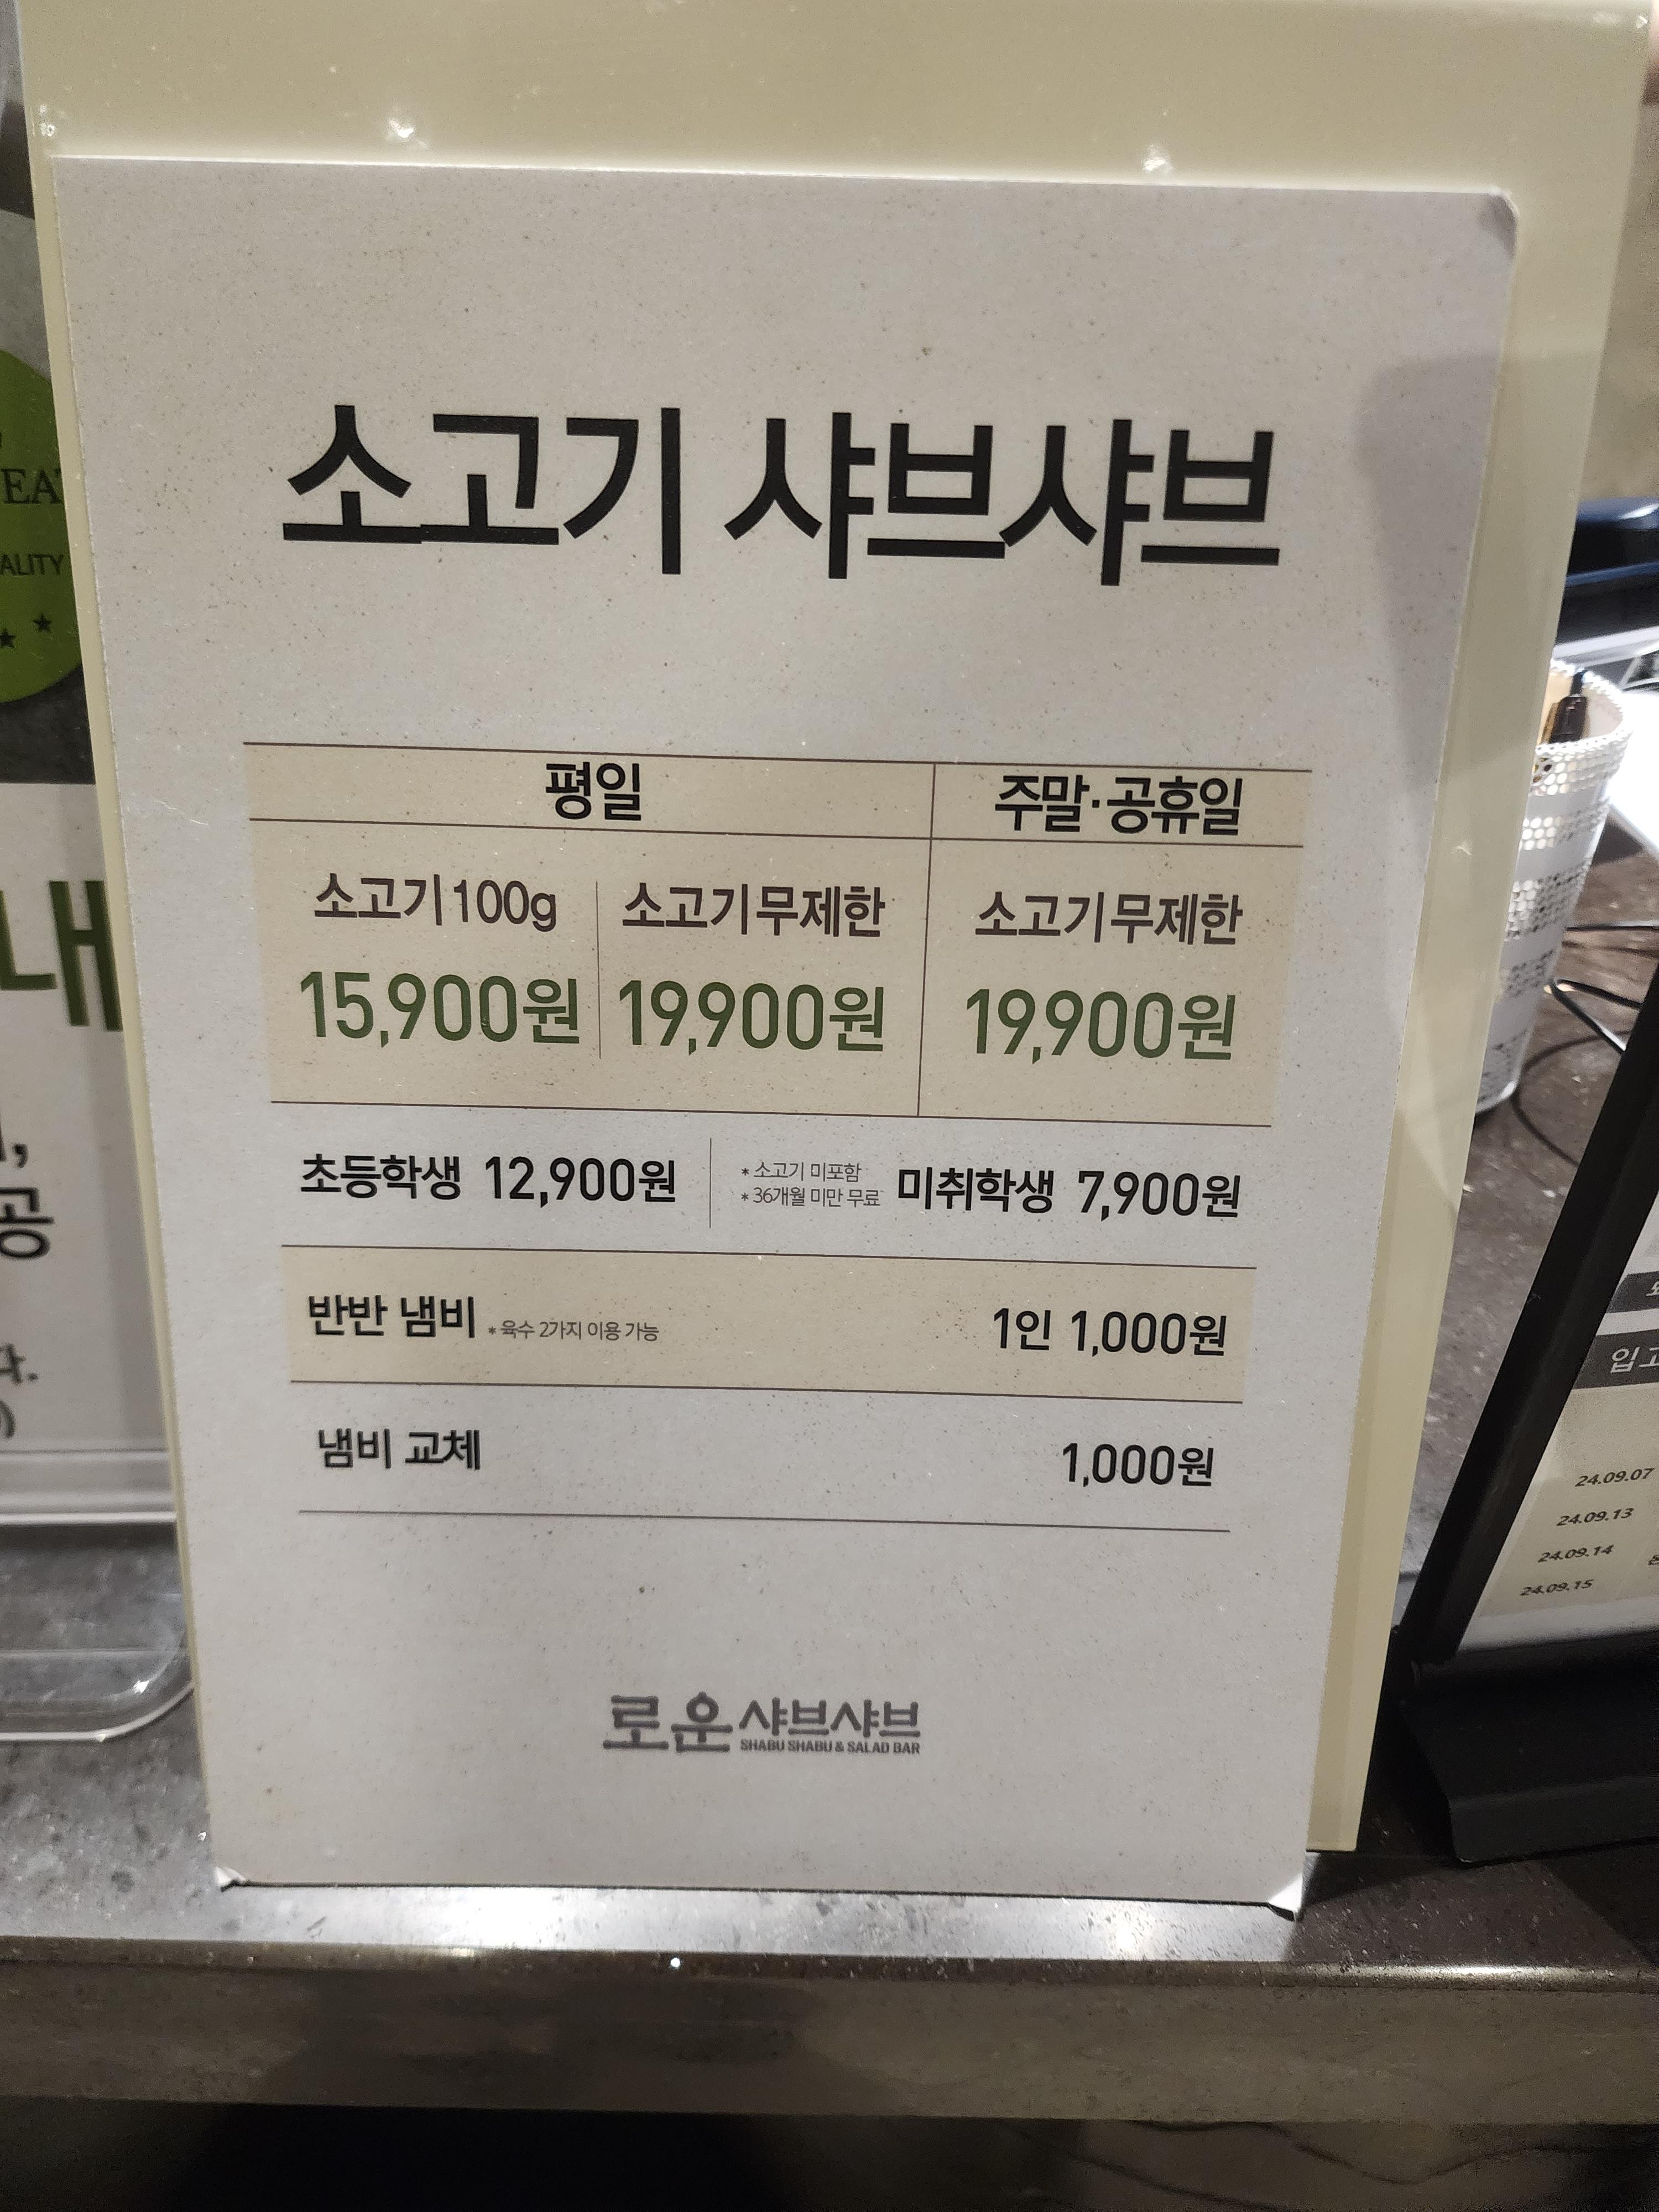 소고기 샤브샤브
평일
주말·공휴일
소고기 100g
소고기 무제한
소고기 무제한
15,900원
19,900원
19,900원
초등학생 12,900원
* 소고기 미포함
* 36개월 미만 무료
미취학생 7,900원
반반 냄비 * 육수 2가지 이용 가능
1인 1,000원
냄비 교체
1,000원
로운 샤브샤브
SHABU SHABU & SALAD BAR
내
공
24.09.07
24.09.13
24.09.14
24.09.15